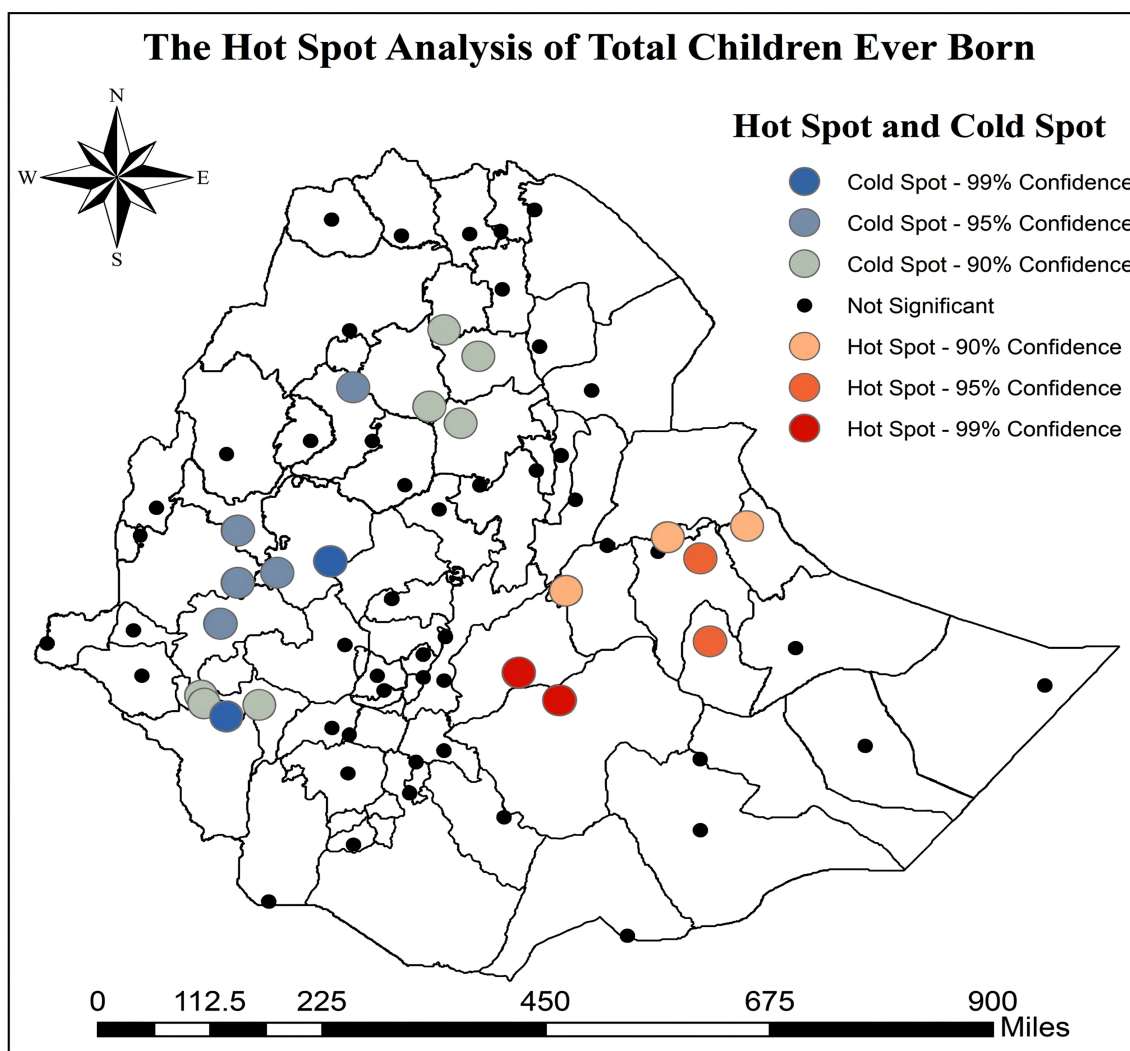 The Hot Spot Analysis of Total Children Ever Born
N
W
E
S
Hot Spot and Cold Spot
Cold Spot - 99% Confidence
Cold Spot - 95% Confidence
Cold Spot - 90% Confidence
Not Significant
Hot Spot - 90% Confidence
Hot Spot - 95% Confidence
Hot Spot - 99% Confidence
0 112.5 225 450 675 900
Miles